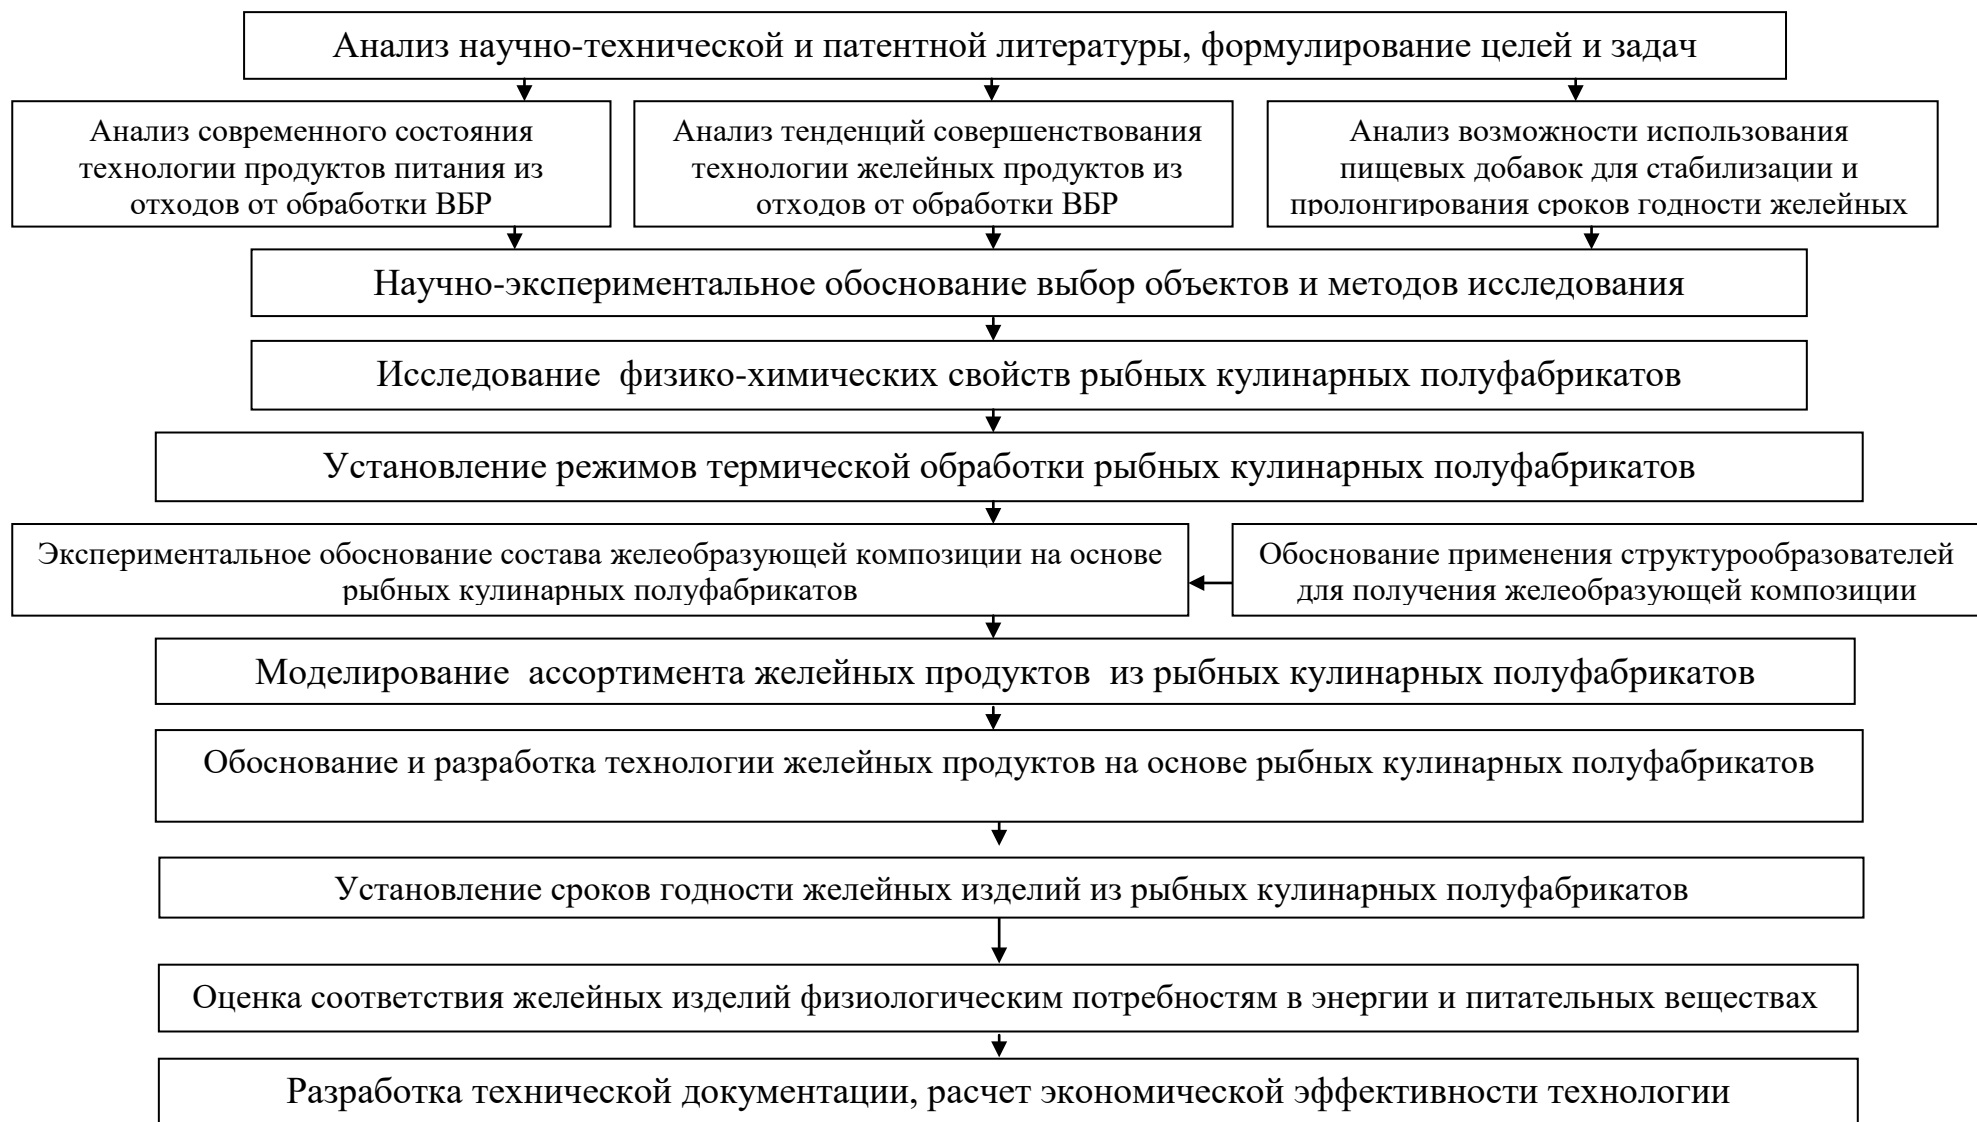 Анализ научно-технической и патентной литературы, формулирование целей и задач
Анализ современного состояния
технологии продуктов питания из
отходов от обработки ВБР
Анализ тенденций совершенствования
технологии желейных продуктов из
отходов от обработки ВБР
Анализ возможности использования
пищевых добавок для стабилизации и
пролонгирования сроков годности желейных
Научно-экспериментальное обоснование выбор объектов и методов исследования
Исследование физико-химических свойств рыбных кулинарных полуфабрикатов
Установление режимов термической обработки рыбных кулинарных полуфабрикатов
Экспериментальное обоснование состава желеобразующей композиции на основе
рыбных кулинарных полуфабрикатов
Обоснование применения структурообразователей
для получения желеобразующей композиции
Моделирование ассортимента желейных продуктов из рыбных кулинарных полуфабрикатов
Обоснование и разработка технологии желейных продуктов на основе рыбных кулинарных полуфабрикатов
Установление сроков годности желейных изделий из рыбных кулинарных полуфабрикатов
Оценка соответствия желейных изделий физиологическим потребностям в энергии и питательных веществах
Разработка технической документации, расчет экономической эффективности технологии